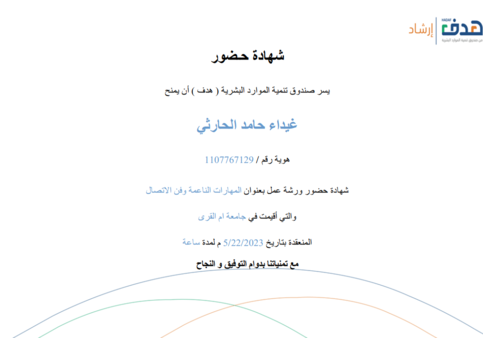 هدف
HRDF
إرشاد
صندوق تنمية الموارد البشرية
شهادة حضور
يسر صندوق تنمية الموارد البشرية ( هدف ) أن يمنح
غيداء حامد الحارثي
هوية رقم / 1107767129
شهادة حضور ورشة عمل بعنوان المهارات الناعمة وفن الاتصال
والتي أقيمت في جامعة ام القرى
المنعقدة بتاريخ 5/22/2023 م لمدة ساعة
مع تمنياتنا بدوام التوفيق و النجاح